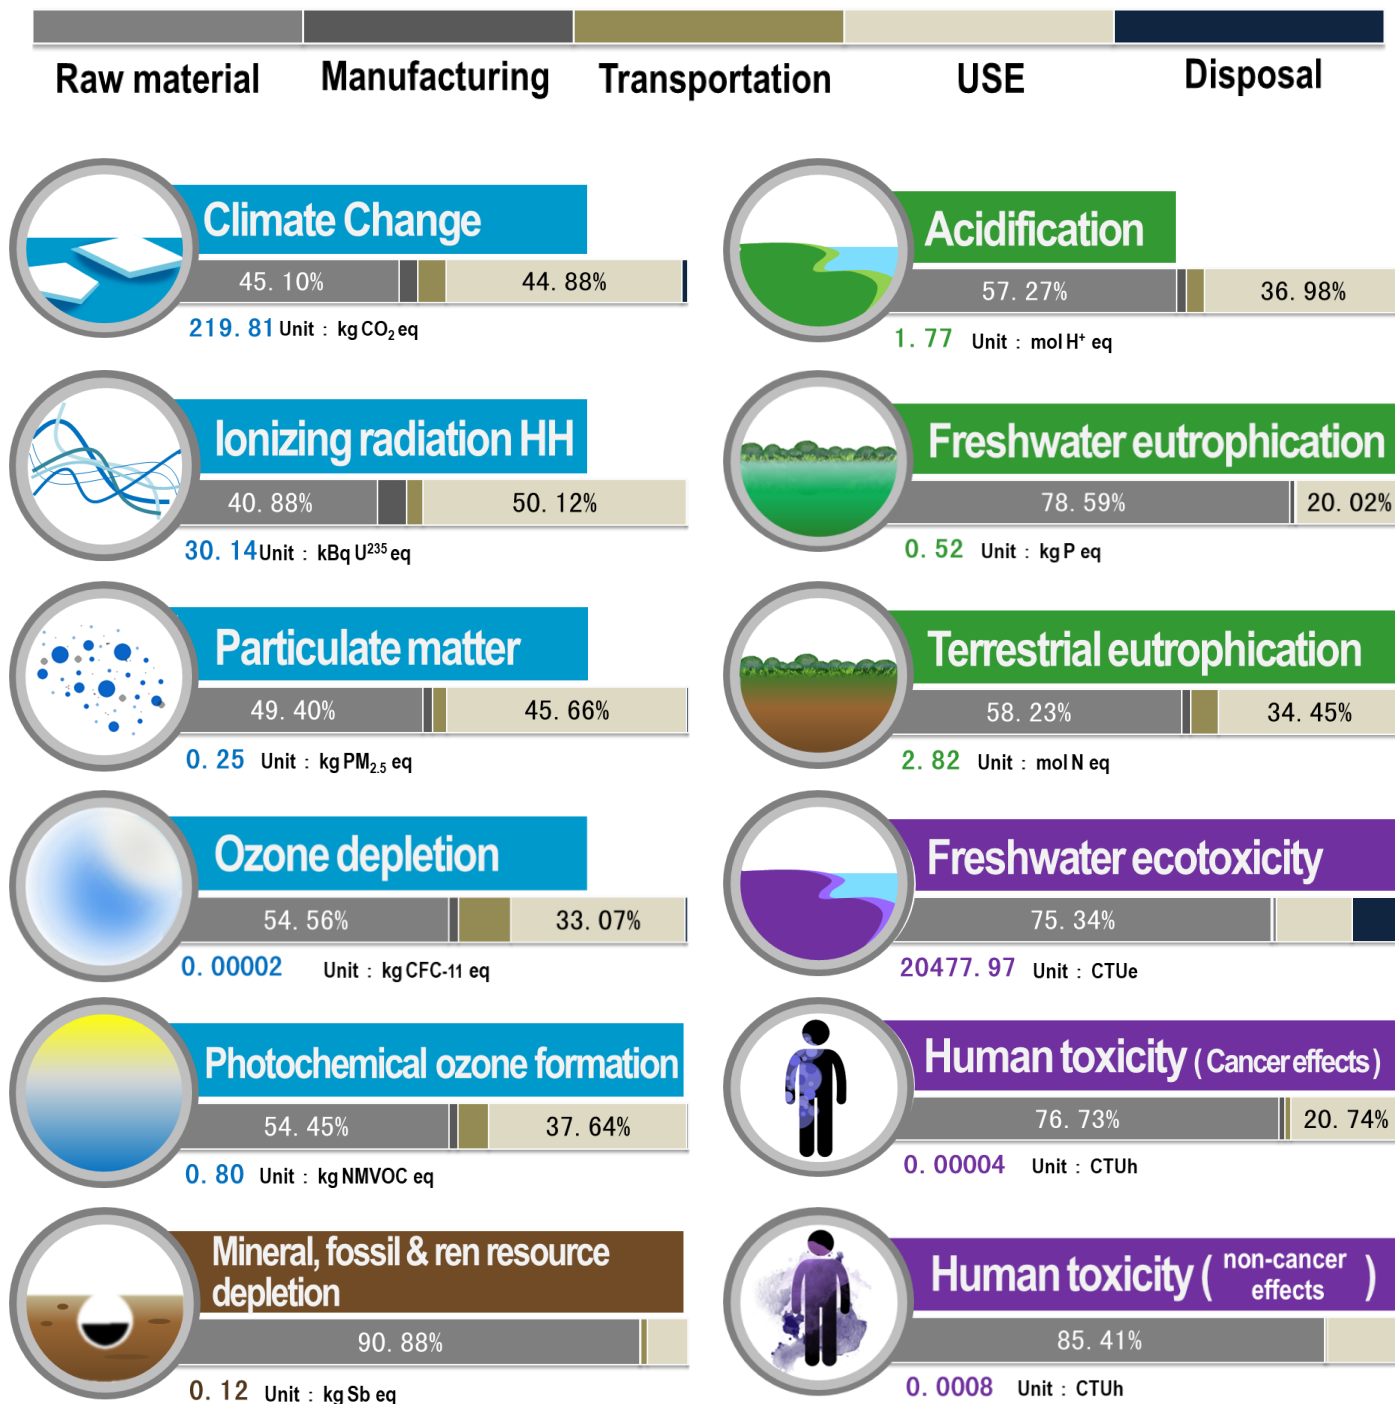 Raw material
Manufacturing
Transportation
USE
Disposal
Climate Change
45.10%
44.88%
219.81 Unit : kg CO₂ eq
Ionizing radiation HH
40.88%
50.12%
30.14 Unit : kBq U²³⁵ eq
Particulate matter
49.40%
45.66%
0.25 Unit : kg PM₂.₅ eq
Ozone depletion
54.56%
33.07%
0.00002 Unit : kg CFC-11 eq
Photochemical ozone formation
54.45%
37.64%
0.80 Unit : kg NMVOC eq
Mineral, fossil & ren resource
depletion
90.88%
0.12 Unit : kg Sb eq
Acidification
57.27%
36.98%
1.77 Unit : mol H⁺ eq
Freshwater eutrophication
78.59%
20.02%
0.52 Unit : kg P eq
Terrestrial eutrophication
58.23%
34.45%
2.82 Unit : mol N eq
Freshwater ecotoxicity
75.34%
20477.97 Unit : CTUe
Human toxicity (Cancer effects)
76.73%
20.74%
0.00004 Unit : CTUh
Human toxicity ( non-cancer effects )
85.41%
0.0008 Unit : CTUh